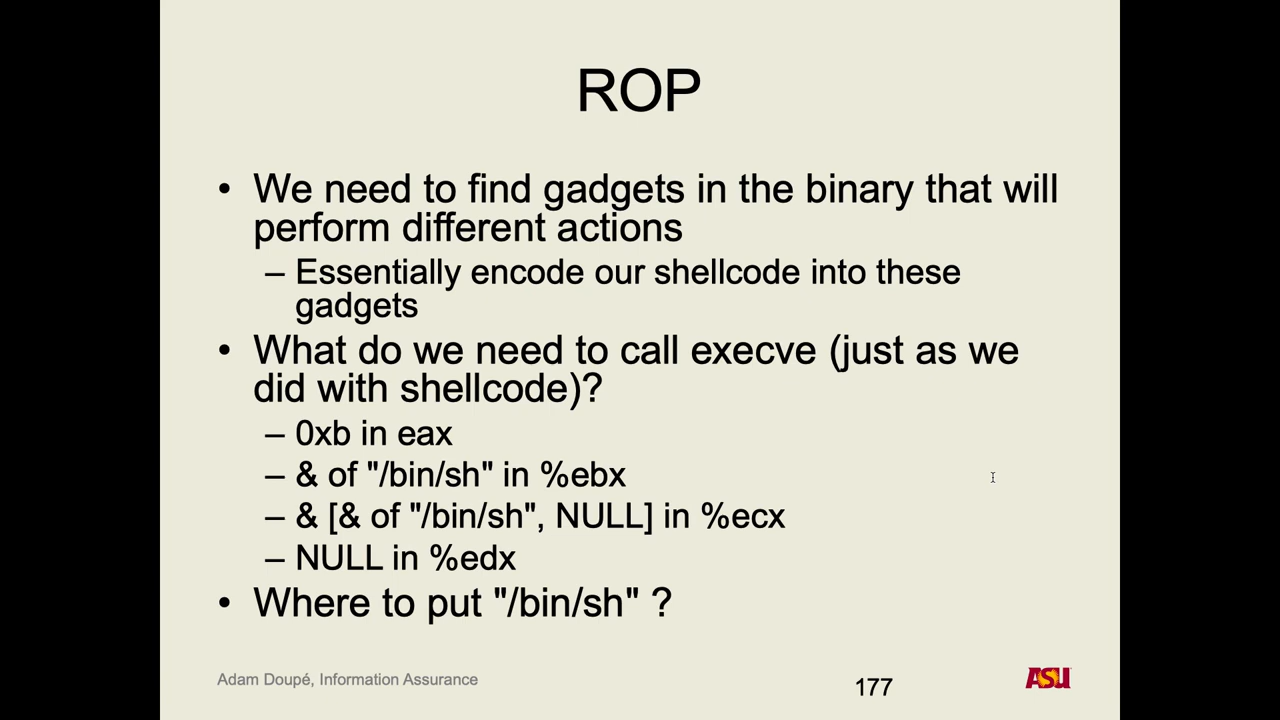 ROP
• We need to find gadgets in the binary that will
perform different actions
– Essentially encode our shellcode into these
gadgets
• What do we need to call execve (just as we
did with shellcode)?
– 0xb in eax
– & of "/bin/sh" in %ebx
– & [& of "/bin/sh", NULL] in %ecx
– NULL in %edx
• Where to put "/bin/sh" ?
Adam Doupé, Information Assurance
177
ASU